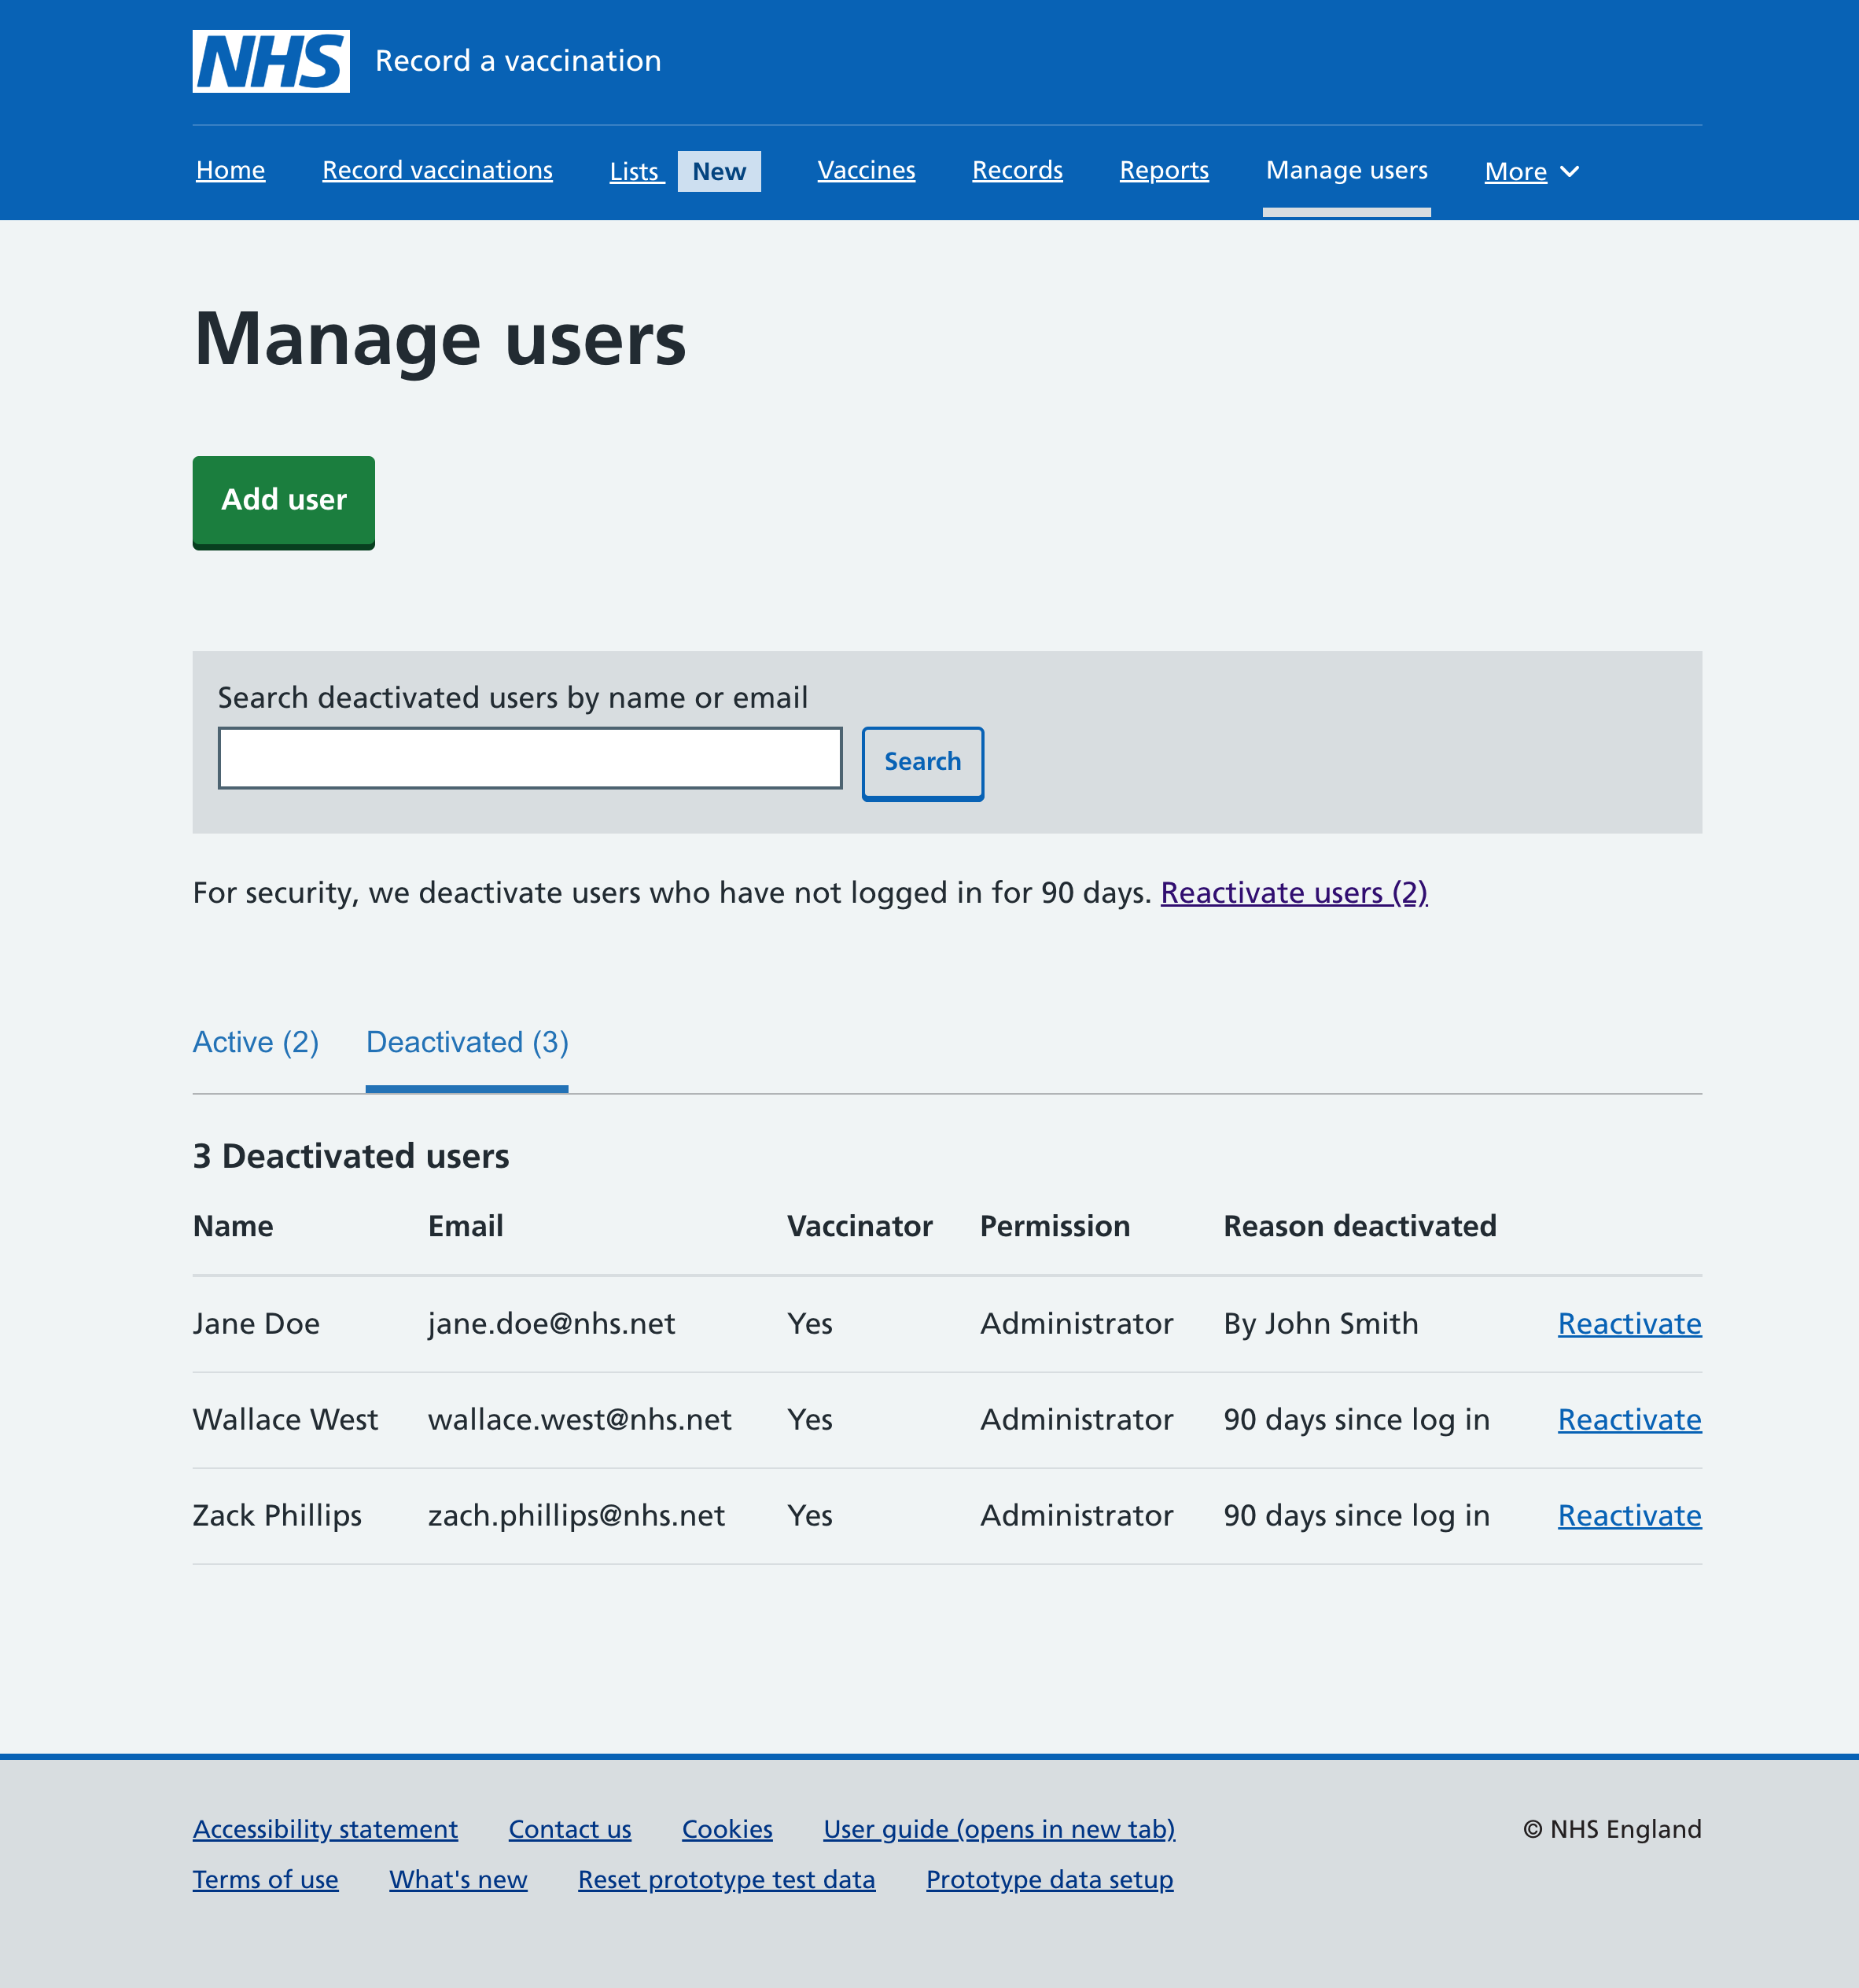 NHS Record a vaccination
Home Record vaccinations Lists New Vaccines Records Reports Manage users More
Manage users
Add user
Search deactivated users by name or email
Search
For security, we deactivate users who have not logged in for 90 days. Reactivate users (2)
Active (2) Deactivated (3)
3 Deactivated users
Name Email Vaccinator Permission Reason deactivated
Jane Doe jane.doe@nhs.net Yes Administrator By John Smith Reactivate
Wallace West wallace.west@nhs.net Yes Administrator 90 days since log in Reactivate
Zack Phillips zach.phillips@nhs.net Yes Administrator 90 days since log in Reactivate
Accessibility statement Contact us Cookies User guide (opens in new tab) © NHS England
Terms of use What's new Reset prototype test data Prototype data setup